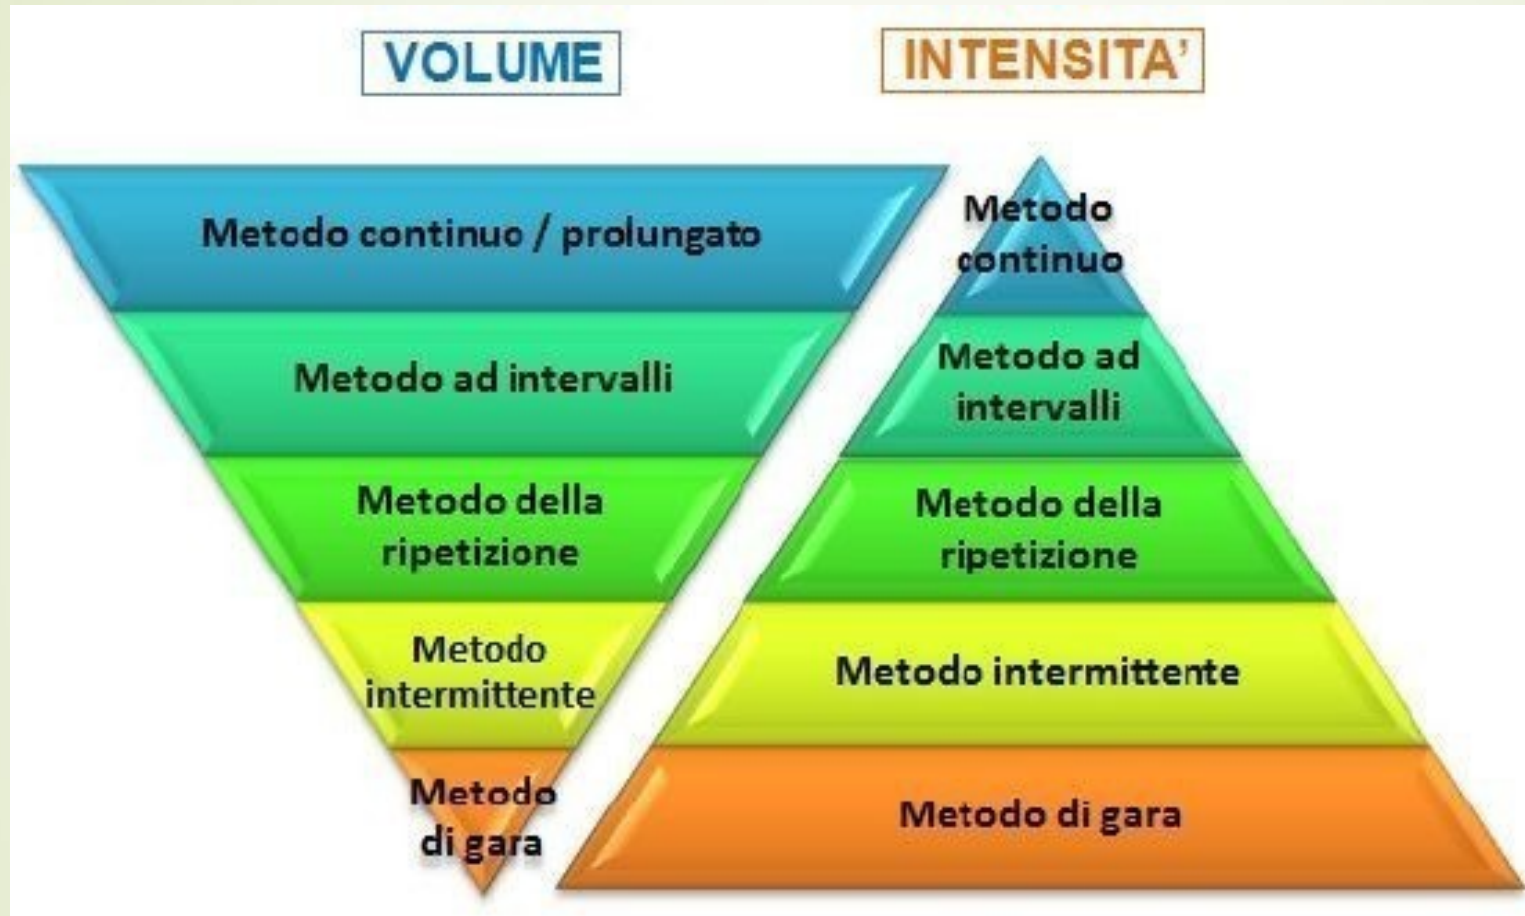 VOLUME
INTENSITA’
Metodo continuo / prolungato
Metodo ad intervalli
Metodo della
ripetizione
Metodo
intermittente
Metodo
di gara
Metodo
continuo
Metodo ad
intervalli
Metodo della
ripetizione
Metodo intermittente
Metodo di gara